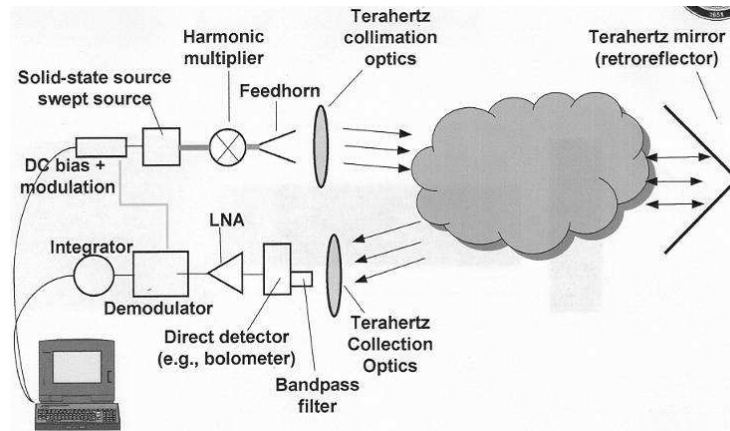 Harmonic
multiplier
Terahertz
collimation
optics
Terahertz mirror
(retroreflector)
Solid-state source
swept source
Feedhorn
DC bias +
modulation
LNA
Integrator
Demodulator
Direct detector
(e.g., bolometer)
Bandpass
filter
Terahertz
Collection
Optics